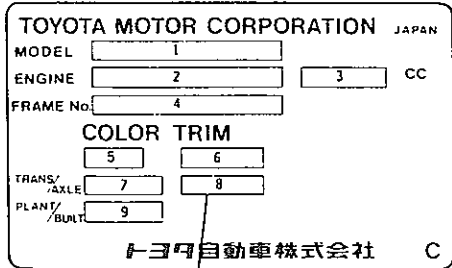 TOYOTA MOTOR CORPORATION JAPAN
MODEL 1
ENGINE 2 3 CC
FRAME No. 4
COLOR TRIM
5 6
TRANS/ /AXLE 7 8
PLANT/ /BUILT 9
トヨタ自動車株式会社 C